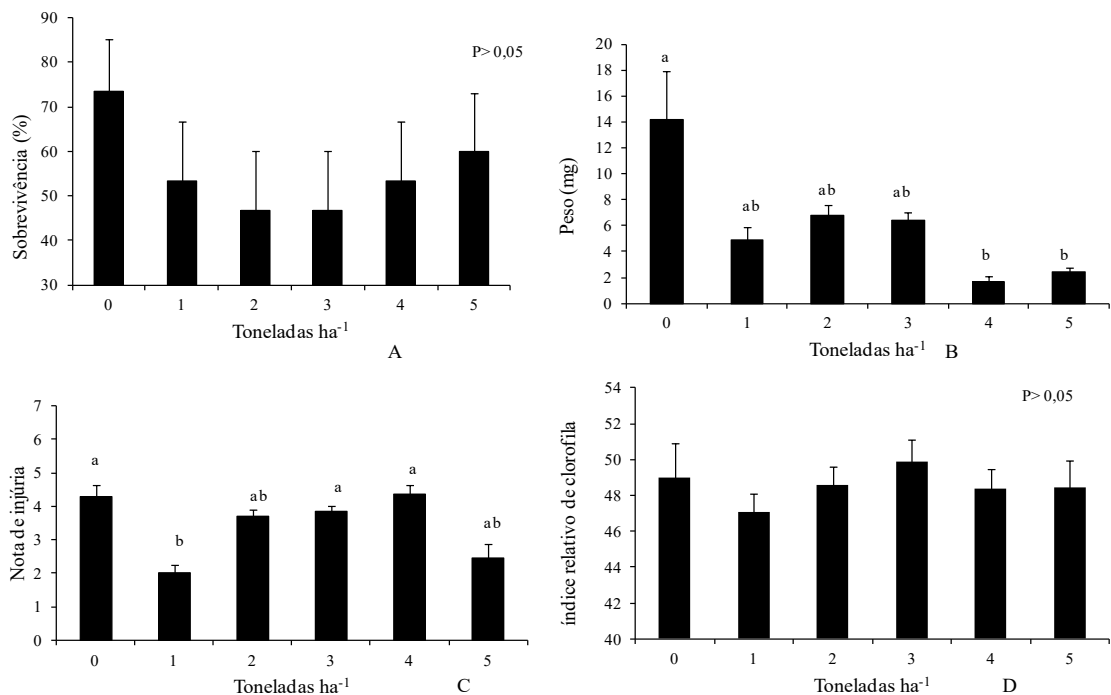 90
80
70
60
50
40
30
Sobrevivência (%)
P> 0,05
0 1 2 3 4 5
Toneladas ha-1
A
20
18
16
14
12
10
8
6
4
2
0
Peso (mg)
a ab ab ab b b
0 1 2 3 4 5
Toneladas ha-1 B
7
6
5
4
3
2
1
0
Nota de injúria
a b ab a a ab
0 1 2 3 4 5
Toneladas ha-1 C
54
52
50
48
46
44
42
40
índice relativo de clorofila
P> 0,05
0 1 2 3 4 5
Toneladas ha-1 D